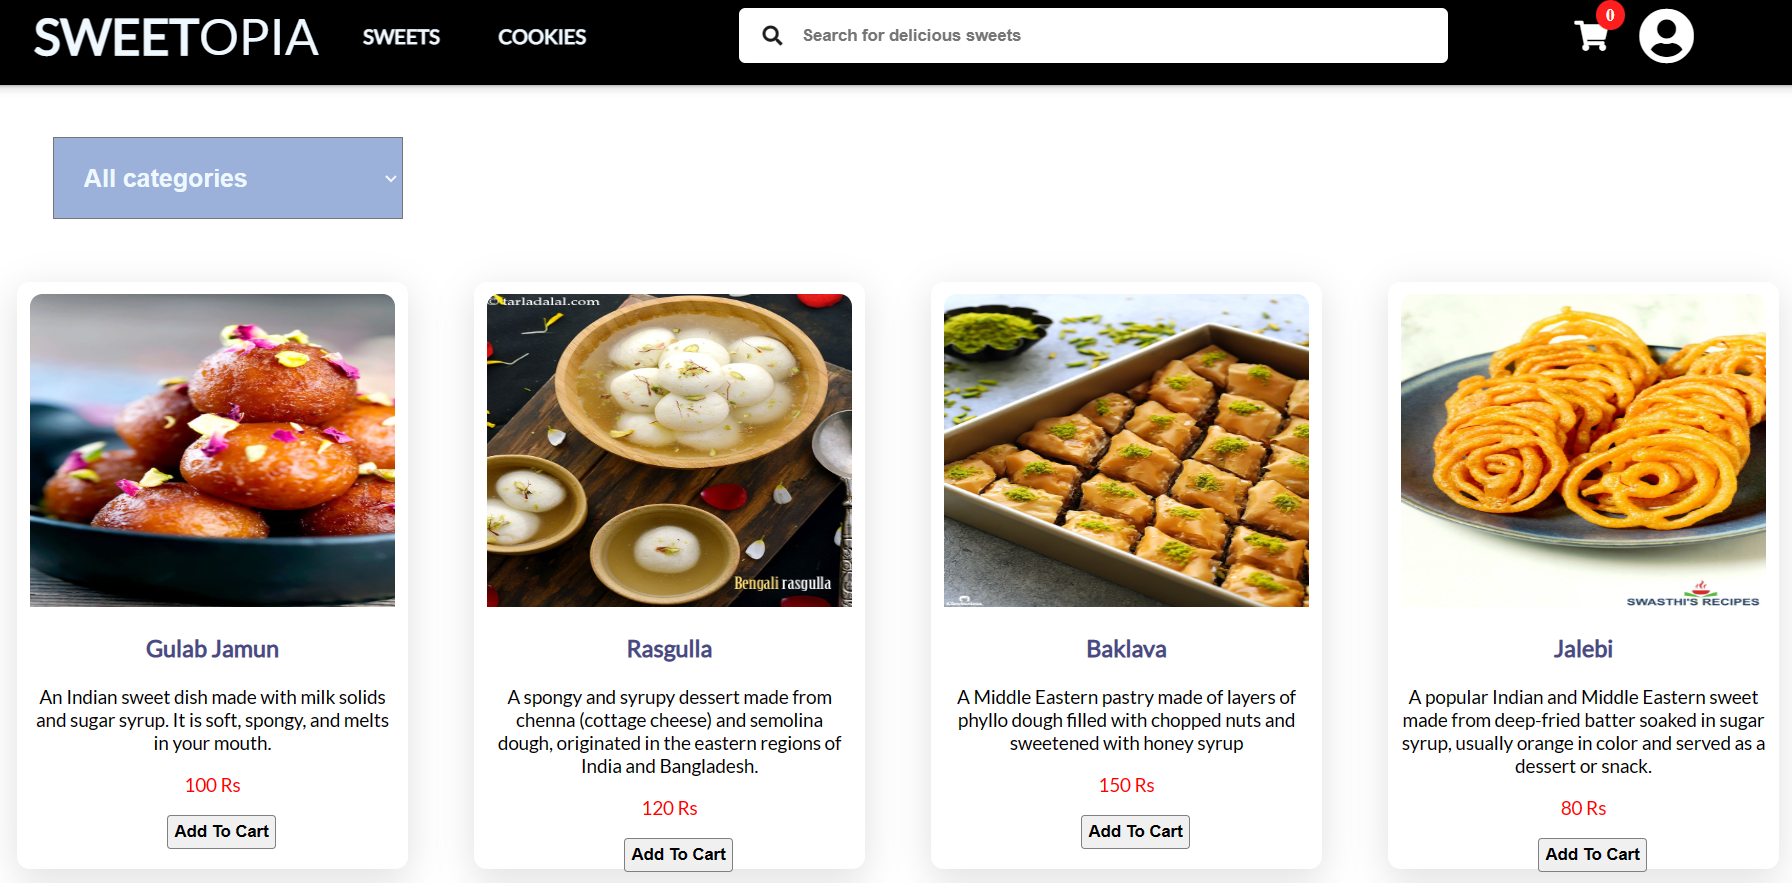 SWEETOPIA
SWEETS
COOKIES
Search for delicious sweets
0
All categories
© tarladalal.com
Bengali rasgulla
SWASTHI'S RECIPES
Gulab Jamun
An Indian sweet dish made with milk solids
and sugar syrup. It is soft, spongy, and melts
in your mouth.
100 Rs
Add To Cart
Rasgulla
A spongy and syrupy dessert made from
chenna (cottage cheese) and semolina
dough, originated in the eastern regions of
India and Bangladesh.
120 Rs
Add To Cart
Baklava
A Middle Eastern pastry made of layers of
phyllo dough filled with chopped nuts and
sweetened with honey syrup
150 Rs
Add To Cart
Jalebi
A popular Indian and Middle Eastern sweet
made from deep-fried batter soaked in sugar
syrup, usually orange in color and served as a
dessert or snack.
80 Rs
Add To Cart